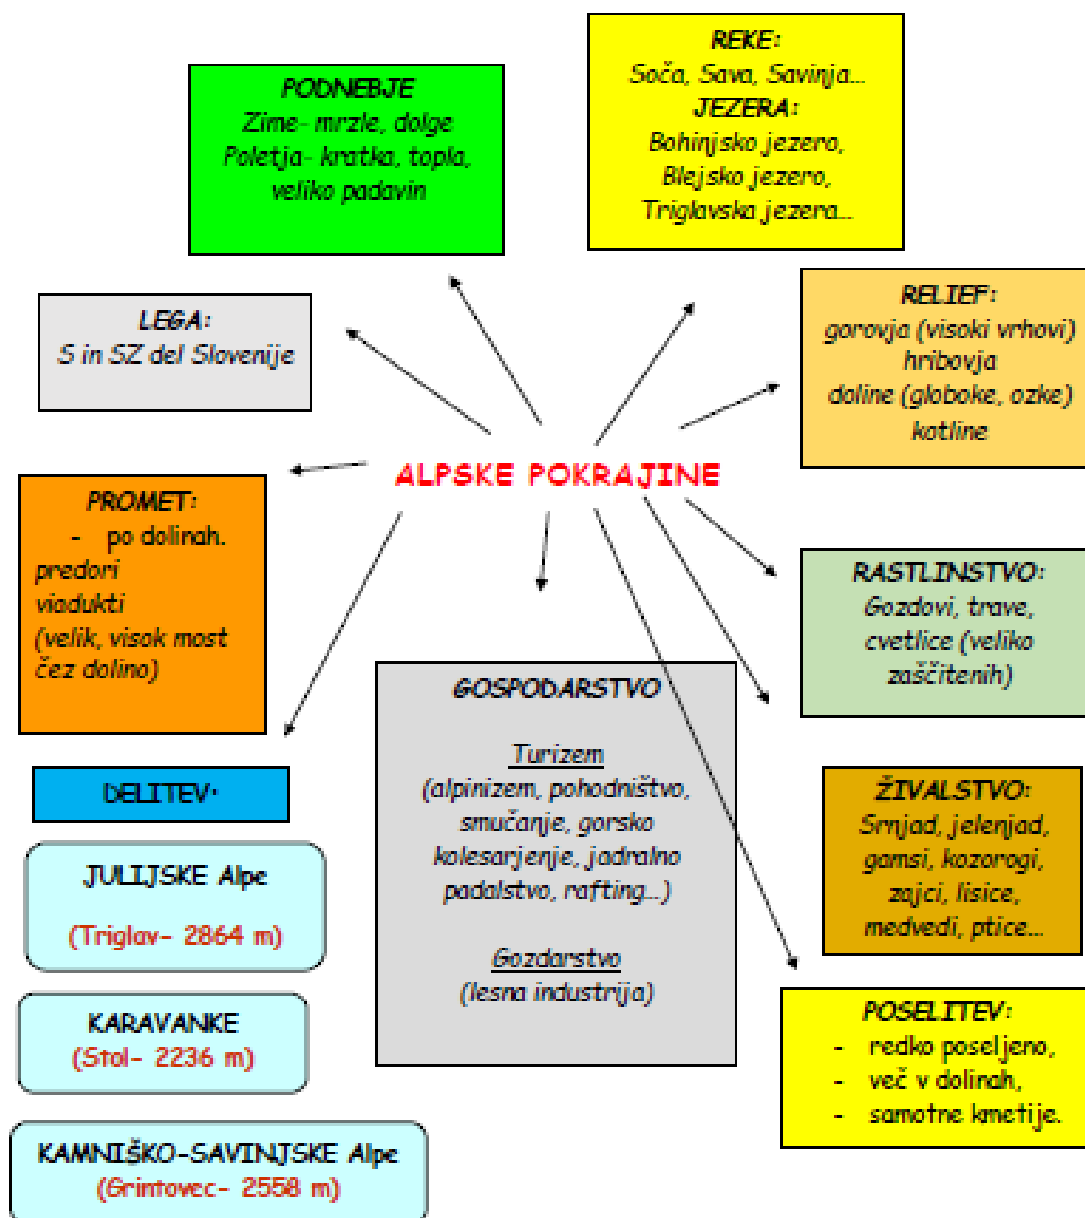 REKE:
Soča, Sava, Savinja...
JEZERA:
Bohinjsko jezero,
Blejsko jezero,
Triglavska jezera...
PODNEBJE
Zime- mrzle, dolge
Poletja- kratka, topla,
veliko padavin
LEGA:
S in SZ del Slovenije
RELIEF:
gorovja (visoki vrhovi)
hribovja
doline (globoke, ozke)
kotline
ALPSKE POKRAJINE
PROMET:
- po dolinah.
predori
viadukti
(velik, visok most
čez dolino)
RASTLINSTVO:
Gozdovi, trave,
cvetlice (veliko
zaščitenih)
GOSPODARSTVO
Turizem
(alpinizem, pohodništvo,
smučanje, gorsko
kolesarjenje, jadralno
padalstvo, rafting...)
Gozdarstvo
(lesna industrija)
DELITEV:
JULIJSKE Alpe
(Triglav- 2864 m)
KARAVANKE
(Stol- 2236 m)
KAMNIŠKO-SAVINJSKE Alpe
(Grintovec- 2558 m)
ŽIVALSTVO:
Srnjad, jelenjad,
gamsi, kozorogi,
zajci, lisice,
medvedi, ptice...
POSELITEV:
- redko poseljeno,
- več v dolinah,
- samotne kmetije.